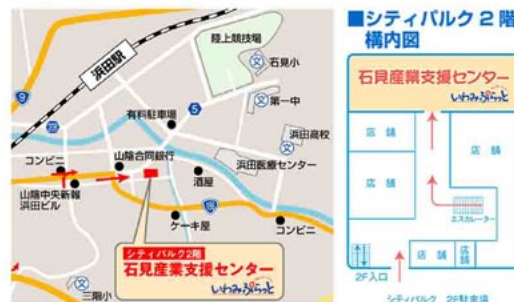 陸上競技場
石見小
浜田駅
第一中
9
5
有料駐車場
浜田高校
コンビニ
山陰合同銀行
浜田医療センター
山陰中央新報
浜田ビル
酒屋
ケーキ屋
コンビニ
シティパルク2階
石見産業支援センター
いわみぷらっと
三階小
■シティパルク 2 階
構内図
石見産業支援センター
いわみぷらっと
店 舗
店 舗
店 舗
エスカレーター
店 舗
店舗
2F入口
シティパルク 2F駐車場